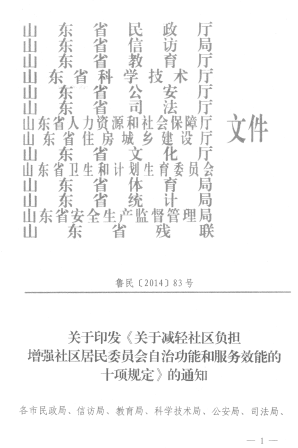 山东省民政厅
山东省信访局
山东省教育厅
山东省科学技术厅
山东省公安厅
山东省司法厅
山东省人力资源和社会保障厅
山东省住房城乡建设厅
山东省文化厅
山东省卫生和计划生育委员会
山东省体育局
山东省统计局
山东省安全生产监督管理局
山东省残联
文件
鲁民〔2014〕83号
关于印发《关于减轻社区负担
增强社区居民委员会自治功能和服务效能的
十项规定》的通知
各市民政局、信访局、教育局、科学技术局、公安局、司法局、
— 1 —